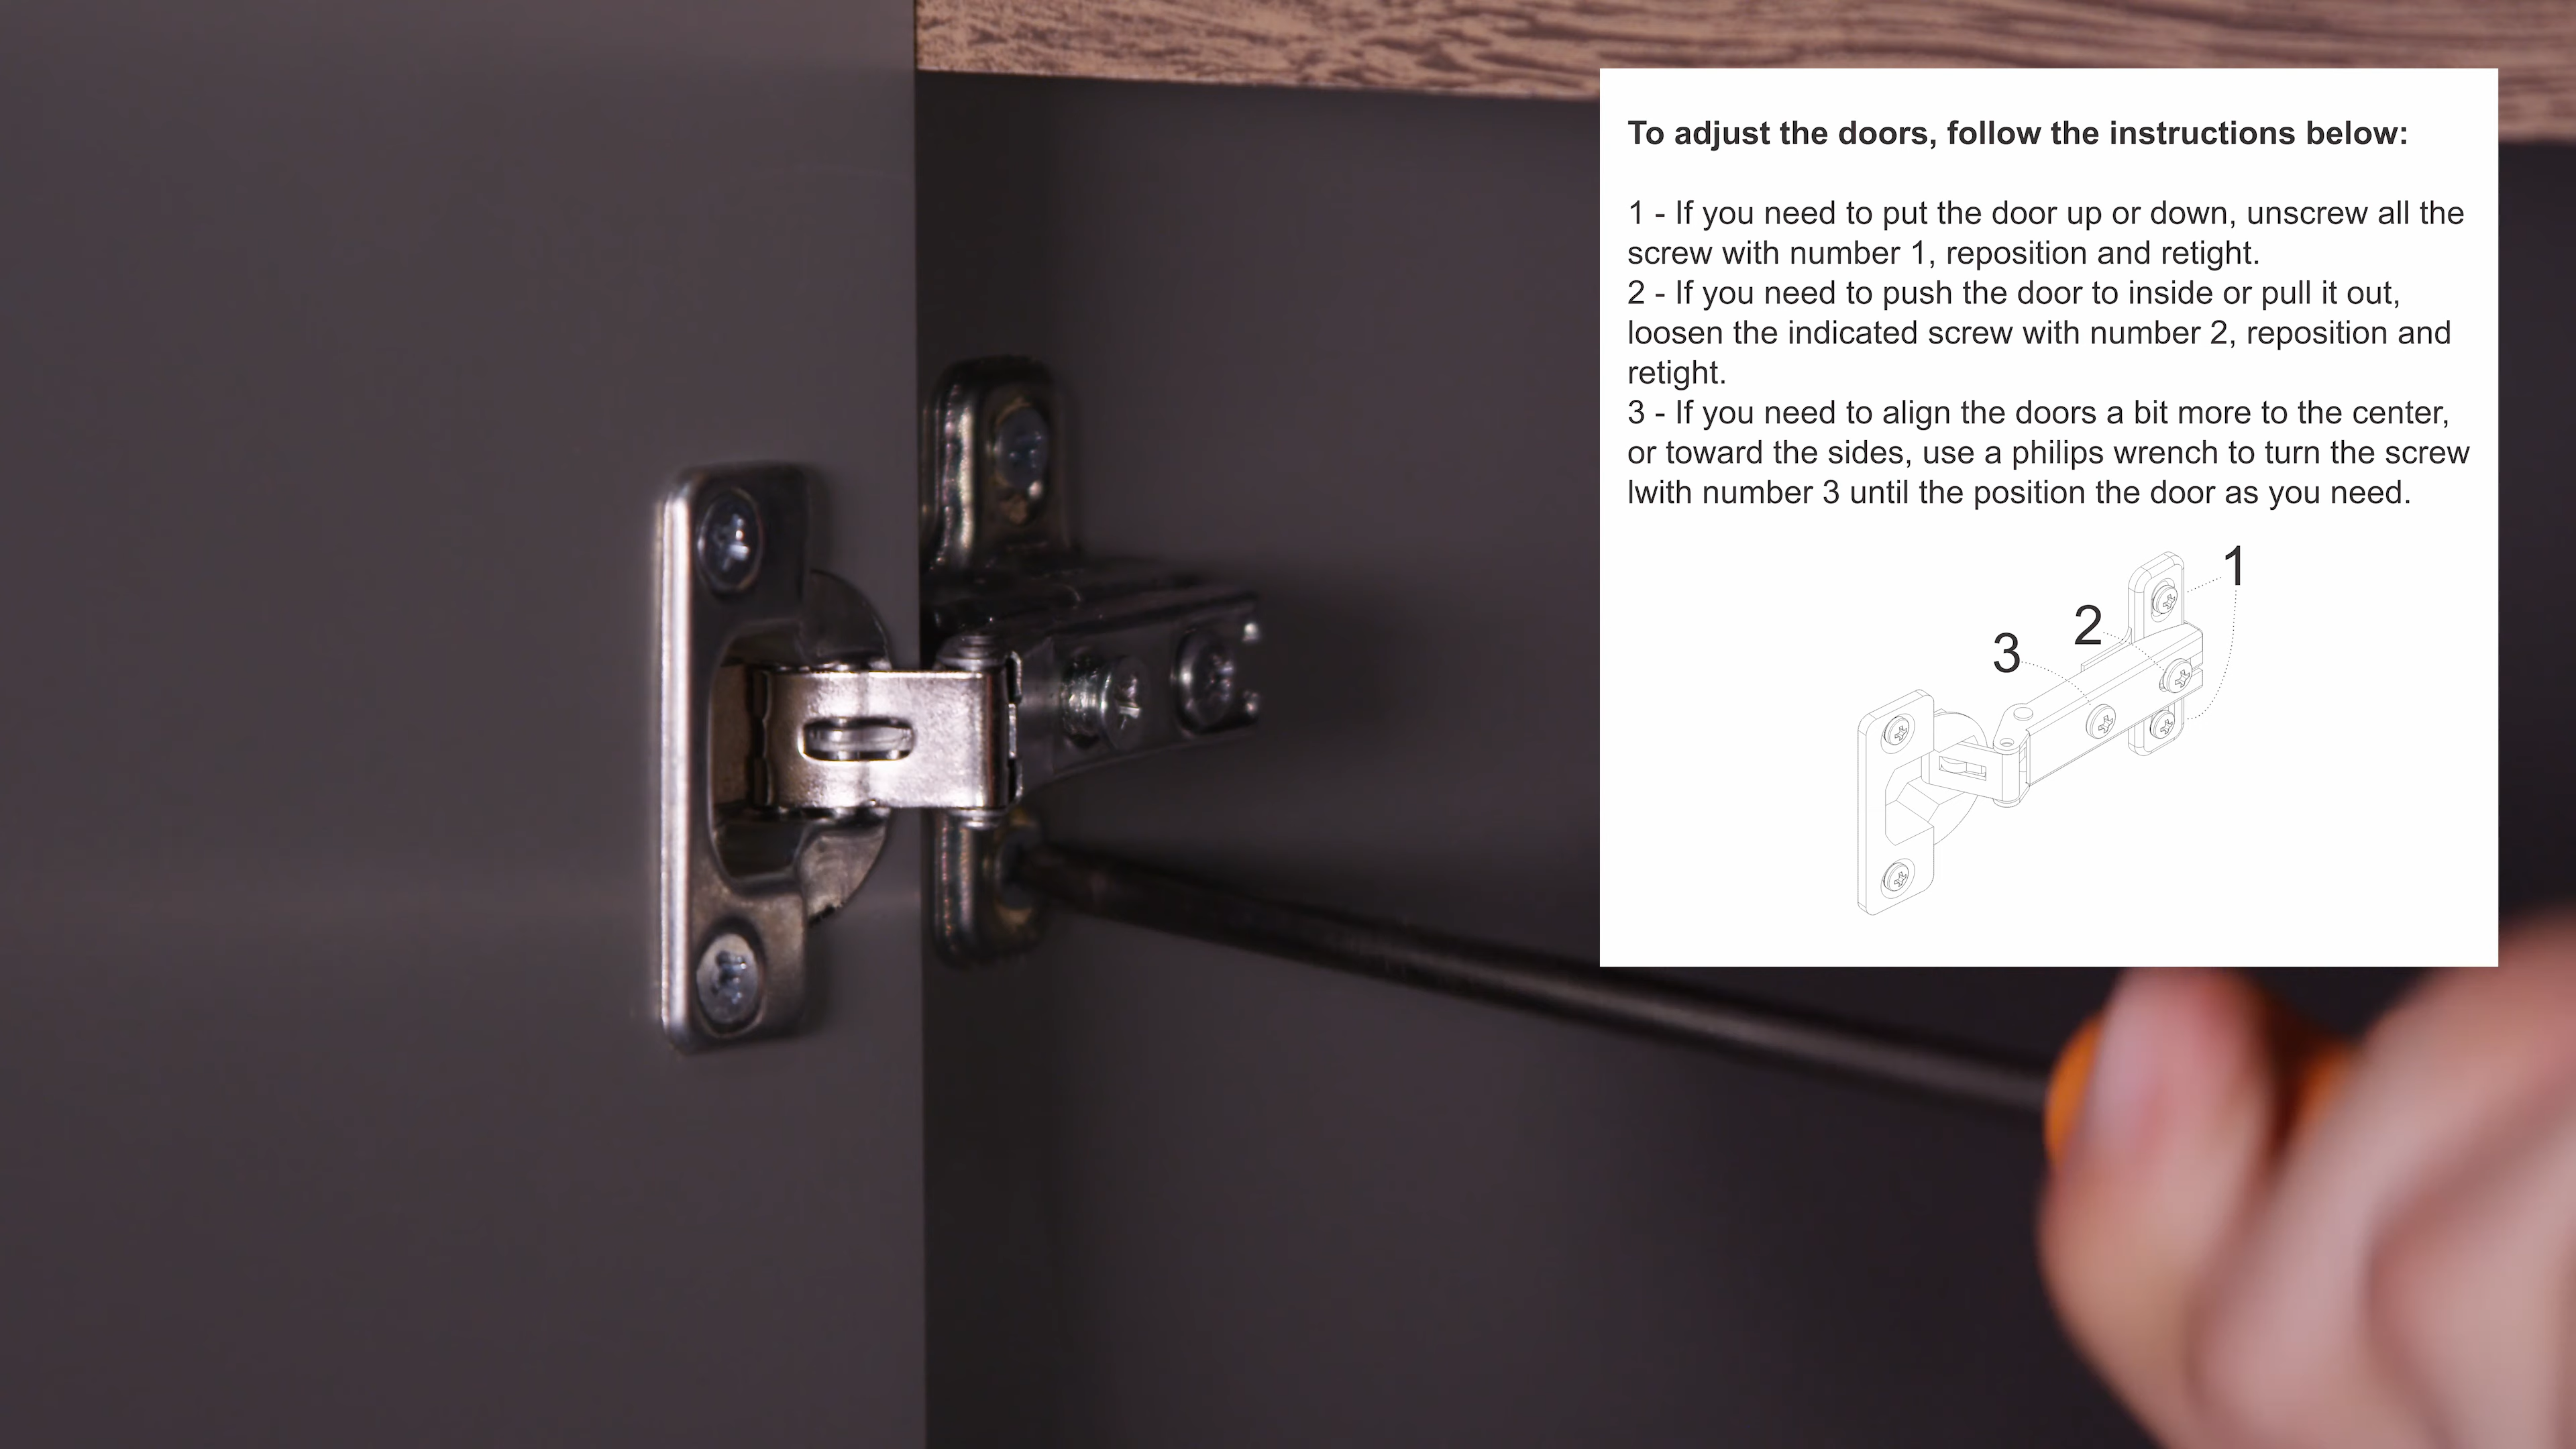 To adjust the doors, follow the instructions below:
1 - If you need to put the door up or down, unscrew all the
screw with number 1, reposition and retight.
2 - If you need to push the door to inside or pull it out,
loosen the indicated screw with number 2, reposition and
retight.
3 - If you need to align the doors a bit more to the center,
or toward the sides, use a philips wrench to turn the screw
lwith number 3 until the position the door as you need.
1
2
3